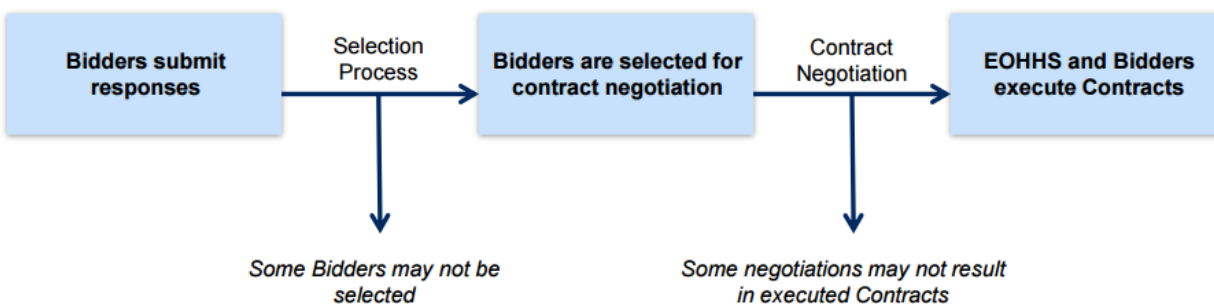 Bidders submit
responses
Selection
Process
Bidders are selected for
contract negotiation
Contract
Negotiation
EOHHS and Bidders
execute Contracts
Some Bidders may not be
selected
Some negotiations may not result
in executed Contracts